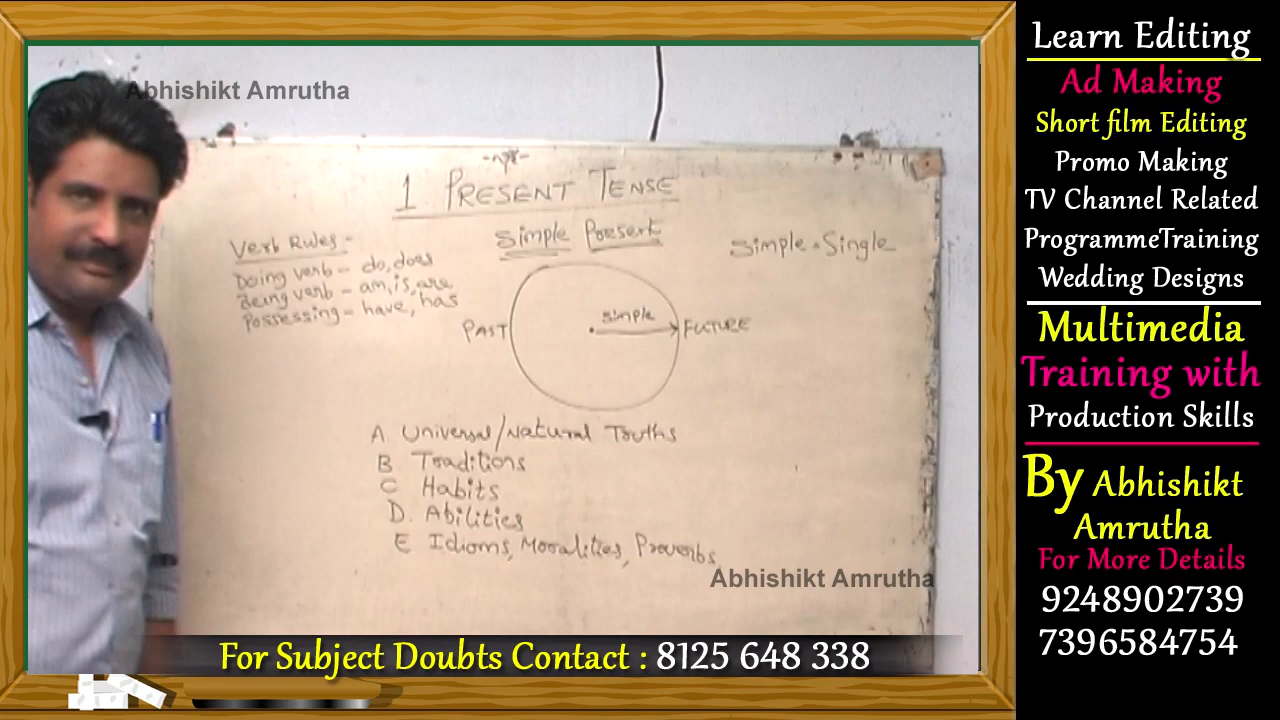 Abhishikt Amrutha
1 PRESENT TENSE
Simple Present
Simple = Single
Verb Rules:-
Doing verb - do, does
Being verb - am, is, are
Possessing - have, has
simple
PAST
FUTURE
A. Universal/Natural Truths
B Traditions
C Habits
D. Abilities
E Idioms, Moralities, Proverbs
Abhishikt Amrutha
For Subject Doubts Contact : 8125 648 338
Learn Editing
Ad Making
Short film Editing
Promo Making
TV Channel Related
ProgrammeTraining
Wedding Designs
Multimedia
Training with
Production Skills
By Abhishikt
Amrutha
For More Details
9248902739
7396584754